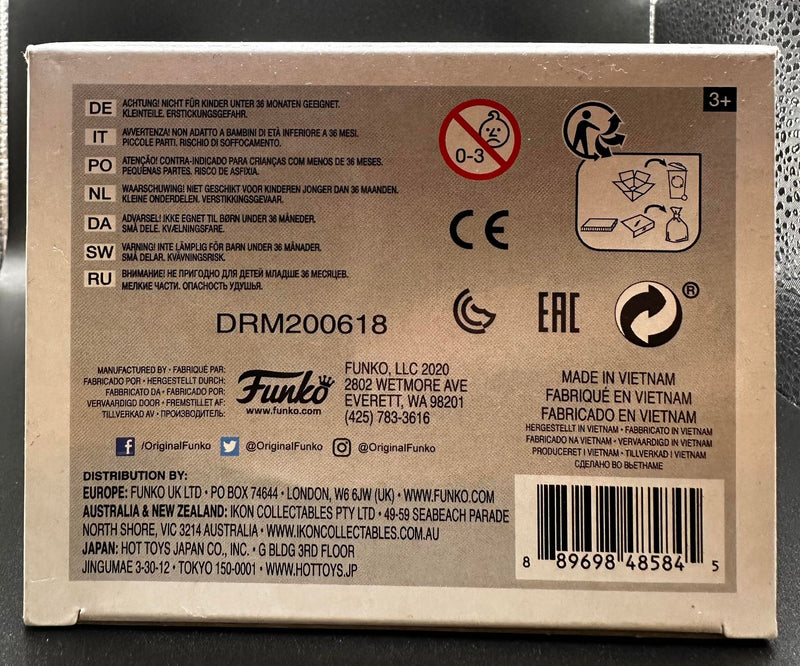 DE ACHTUNG! NICHT FÜR KINDER UNTER 36 MONATEN GEEIGNET.
KLEINTEILE. ERSTICKUNGSGEFAHR.
IT AVVERTENZA! NON ADATTO A BAMBINI DI ETÀ INFERIORE A 36 MESI.
PICCOLE PARTI. RISCHIO DI SOFFOCAMENTO.
PO ATENÇÃO! CONTRA-INDICADO PARA CRIANÇAS COM MENOS DE 36 MESES.
PEQUENAS PARTES. RISCO DE ASFIXIA.
NL WAARSCHUWING! NIET GESCHIKT VOOR KINDEREN JONGER DAN 36 MAANDEN.
KLEINE ONDERDELEN. VERSTIKKINGSGEVAAR.
DA ADVARSEL! IKKE EGNET TIL BØRN UNDER 36 MÅNEDER.
SMÅ DELE. KVÆLNINGSFARE.
SW VARNING! INTE LÄMPLIG FÖR BARN UNDER 36 MÅNADER.
SMÅ DELAR. KVÄVNINGSRISK.
RU ВНИМАНИЕ! НЕ ПРИГОДНО ДЛЯ ДЕТЕЙ МЛАДШЕ 36 МЕСЯЦЕВ.
МЕЛКИЕ ЧАСТИ. ОПАСНОСТЬ УДУШЬЯ.
0-3
3+
CE
EAC
®
DRM200618
MANUFACTURED BY • FABRIQUÉ PAR:
FABRICADO POR • HERGESTELLT DURCH:
FABBRICATO DA • FABRICADO POR:
VERVAARDIGD DOOR • FREMSTILLET AF:
TILLVERKAD AV • ПРОИЗВОДИТЕЛЬ:
Funko
www.funko.com
FUNKO, LLC 2020
2802 WETMORE AVE
EVERETT, WA 98201
(425) 783-3616
MADE IN VIETNAM
FABRIQUÉ EN VIETNAM
FABRICADO EN VIETNAM
HERGESTELLT IN VIETNAM • FABBRICATO IN VIETNAM
FABRICADO NA VIETNAM • VERVAARDIGD IN VIETNAM
PRODUCERET I VIETNAM • TILLVERKAD I VIETNAM
СДЕЛАНО ВО ВЬЕТНАМЕ
f /OriginalFunko @OriginalFunko @OriginalFunko
DISTRIBUTION BY:
EUROPE: FUNKO UK LTD • PO BOX 74644 • LONDON, W6 6JW (UK) • WWW.FUNKO.COM
AUSTRALIA & NEW ZEALAND: IKON COLLECTABLES PTY LTD • 49-59 SEABEACH PARADE
NORTH SHORE, VIC 3214 AUSTRALIA • WWW.IKONCOLLECTABLES.COM.AU
JAPAN: HOT TOYS JAPAN CO., INC. • G BLDG 3RD FLOOR
JINGUMAE 3-30-12 • TOKYO 150-0001 • WWW.HOTTOYS.JP
8 89698 48584 5